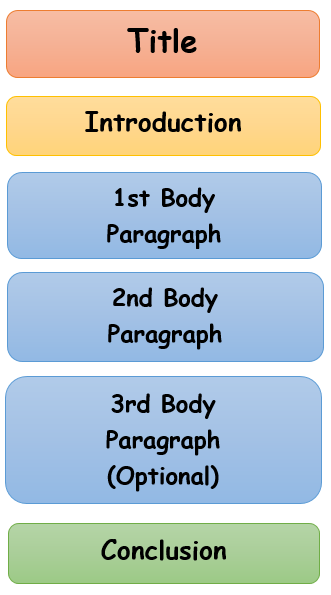 Title
Introduction
1st Body
Paragraph
2nd Body
Paragraph
3rd Body
Paragraph
(Optional)
Conclusion